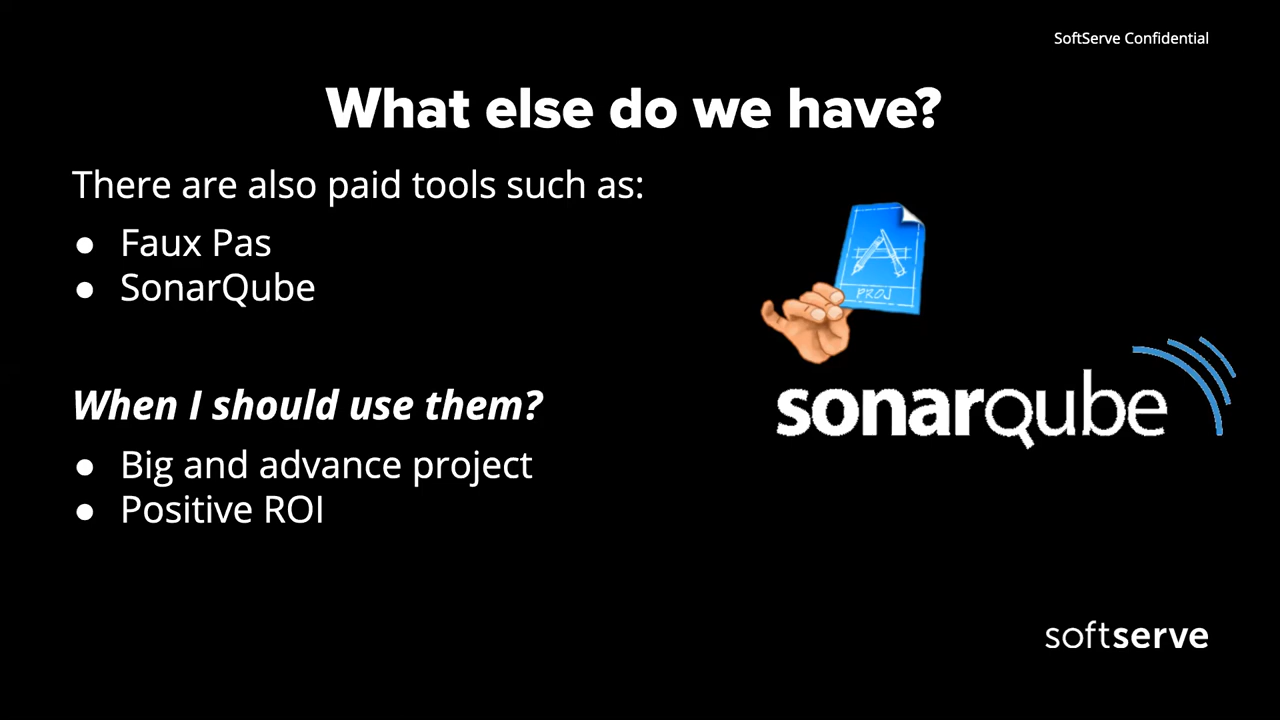 SoftServe Confidential
What else do we have?
There are also paid tools such as:
● Faux Pas
● SonarQube
When I should use them?
● Big and advance project
● Positive ROI
PROJ
sonarqube
softserve